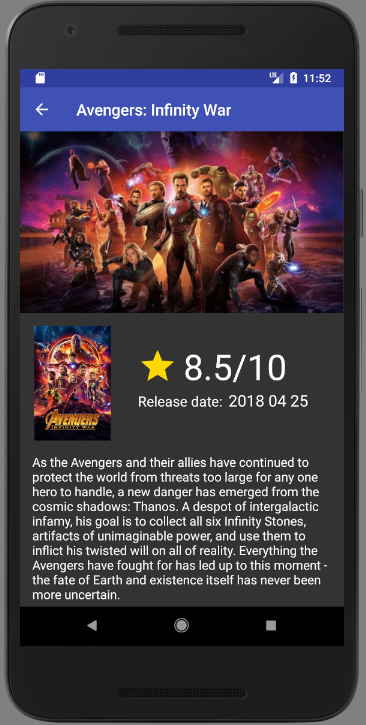 LTE 11:52
Avengers: Infinity War
8.5/10
AVENGERS
INFINITY WAR
Release date: 2018 04 25
As the Avengers and their allies have continued to
protect the world from threats too large for any one
hero to handle, a new danger has emerged from the
cosmic shadows: Thanos. A despot of intergalactic
infamy, his goal is to collect all six Infinity Stones,
artifacts of unimaginable power, and use them to
inflict his twisted will on all of reality. Everything the
Avengers have fought for has led up to this moment -
the fate of Earth and existence itself has never been
more uncertain.